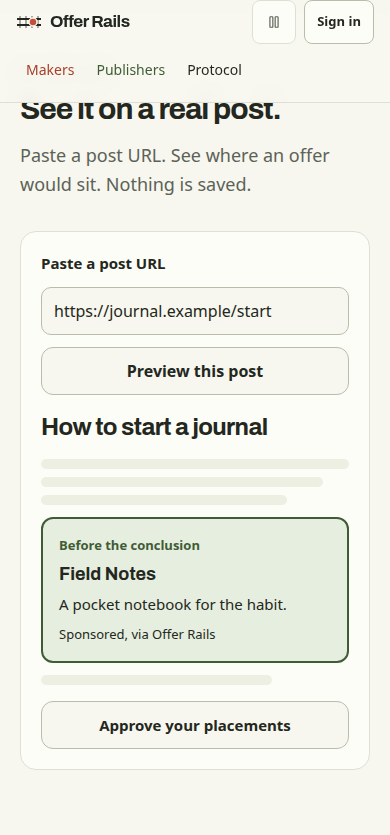 Offer Rails
Sign in
Makers
Publishers
Protocol
See it on a real post.
Paste a post URL. See where an offer
would sit. Nothing is saved.
Paste a post URL
https://journal.example/start
Preview this post
How to start a journal
Before the conclusion
Field Notes
A pocket notebook for the habit.
Sponsored, via Offer Rails
Approve your placements